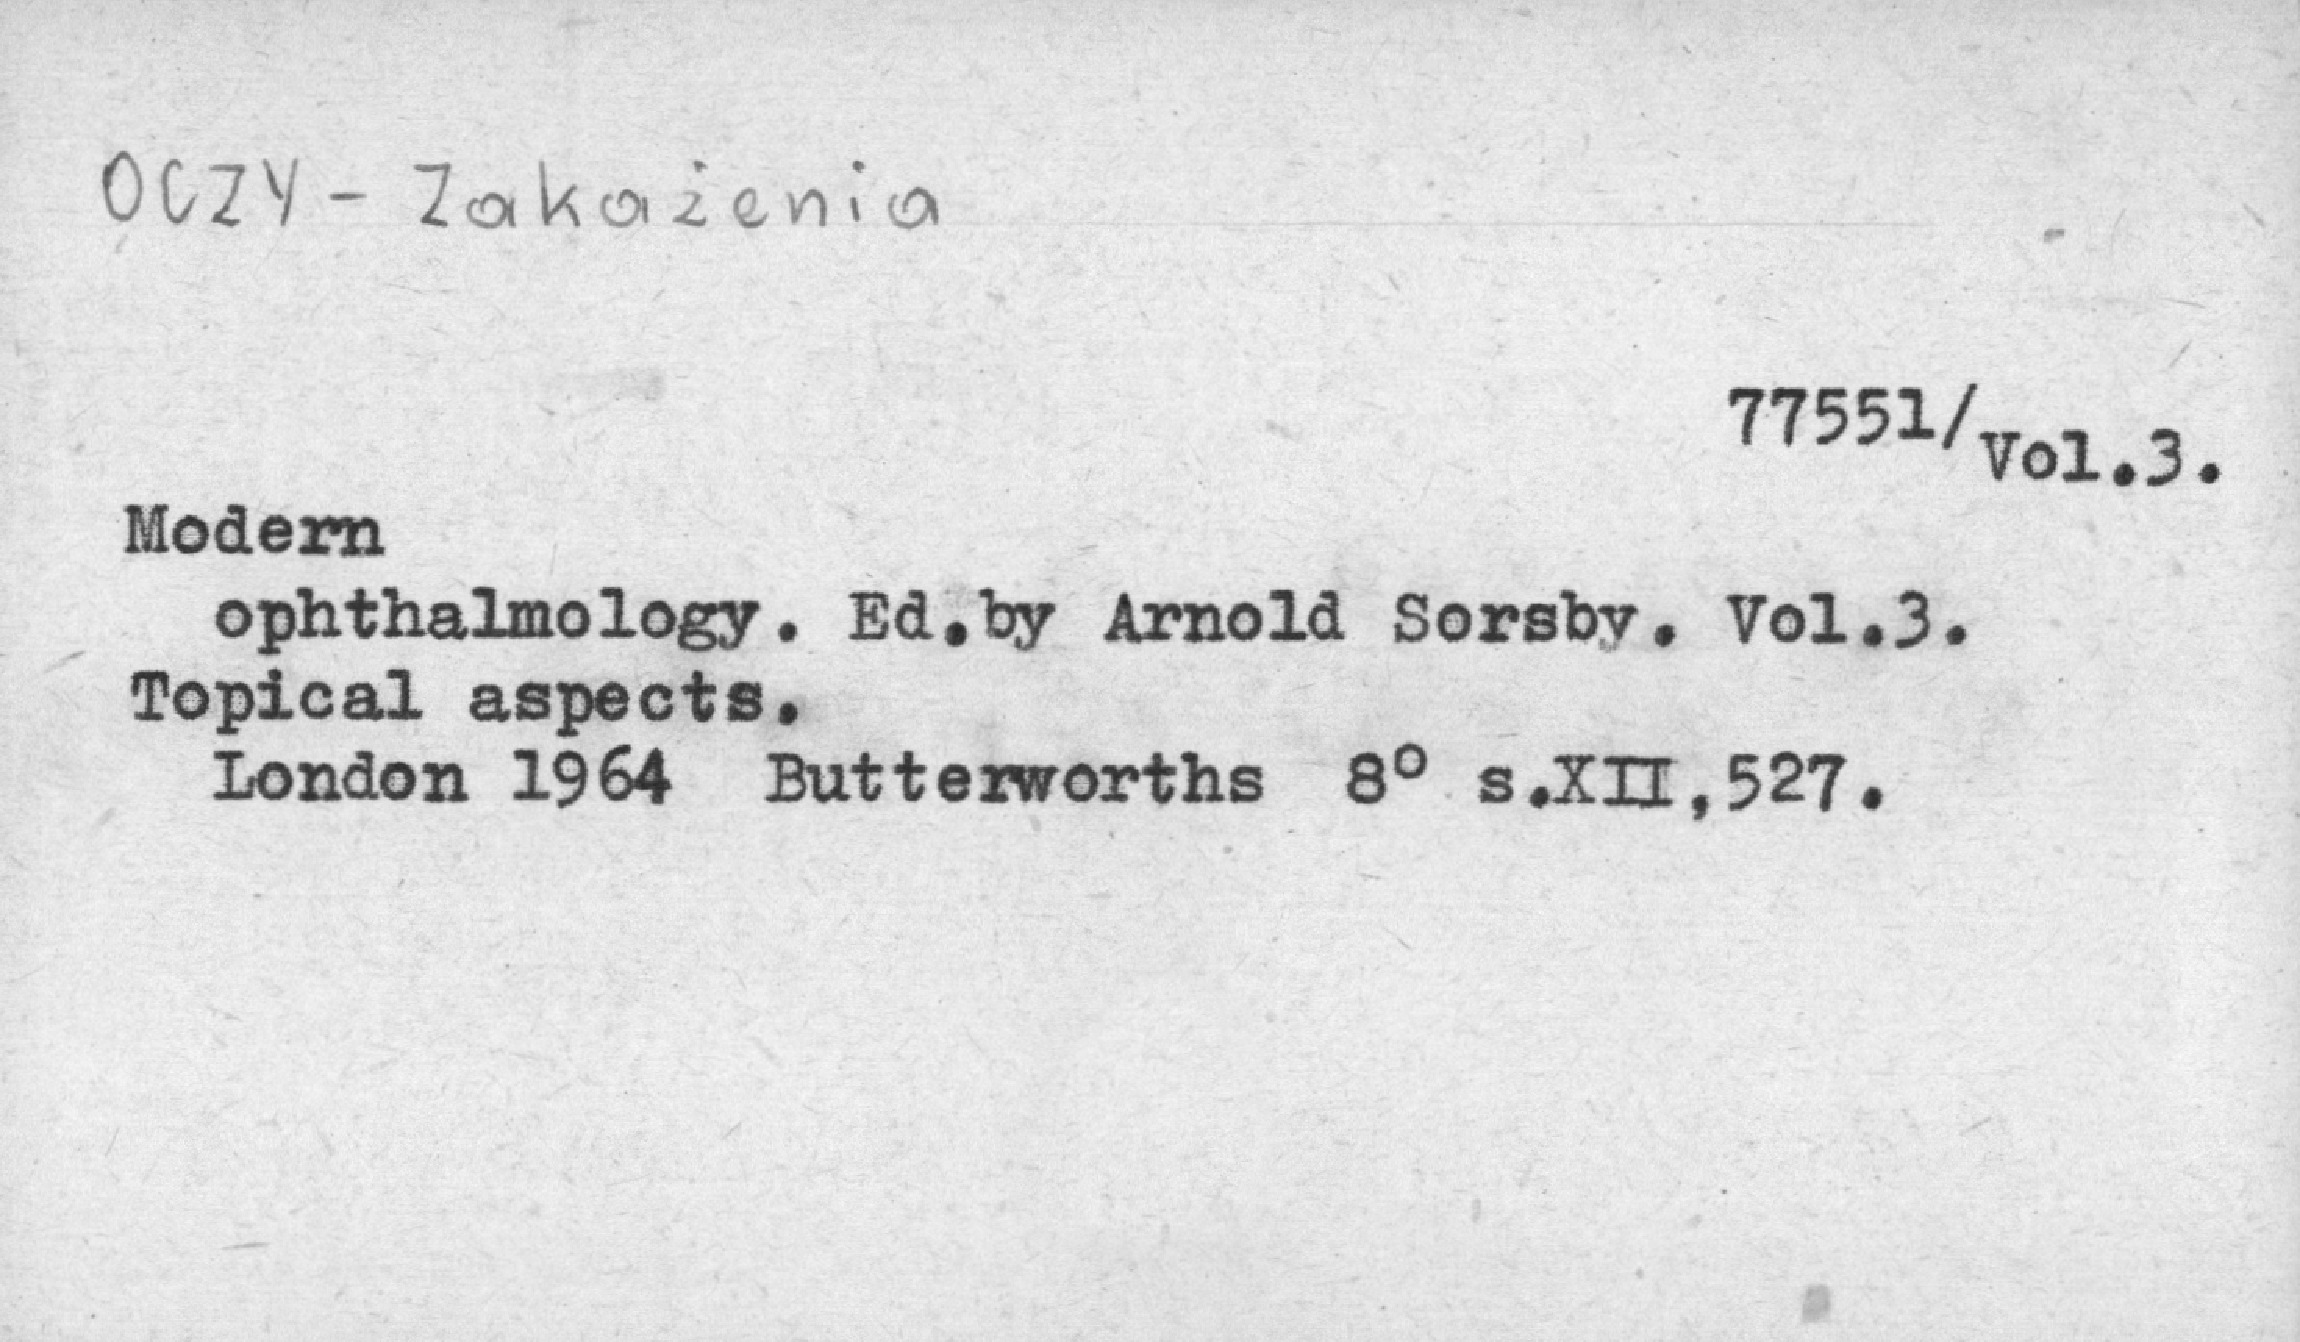 OCZY - Zakażenia
77551/Vol.3.
Modern
ophthalmology. Ed.by Arnold Sorsby. Vol.3.
Topical aspects.
London 1964 Butterworths 8° s.XII,527.